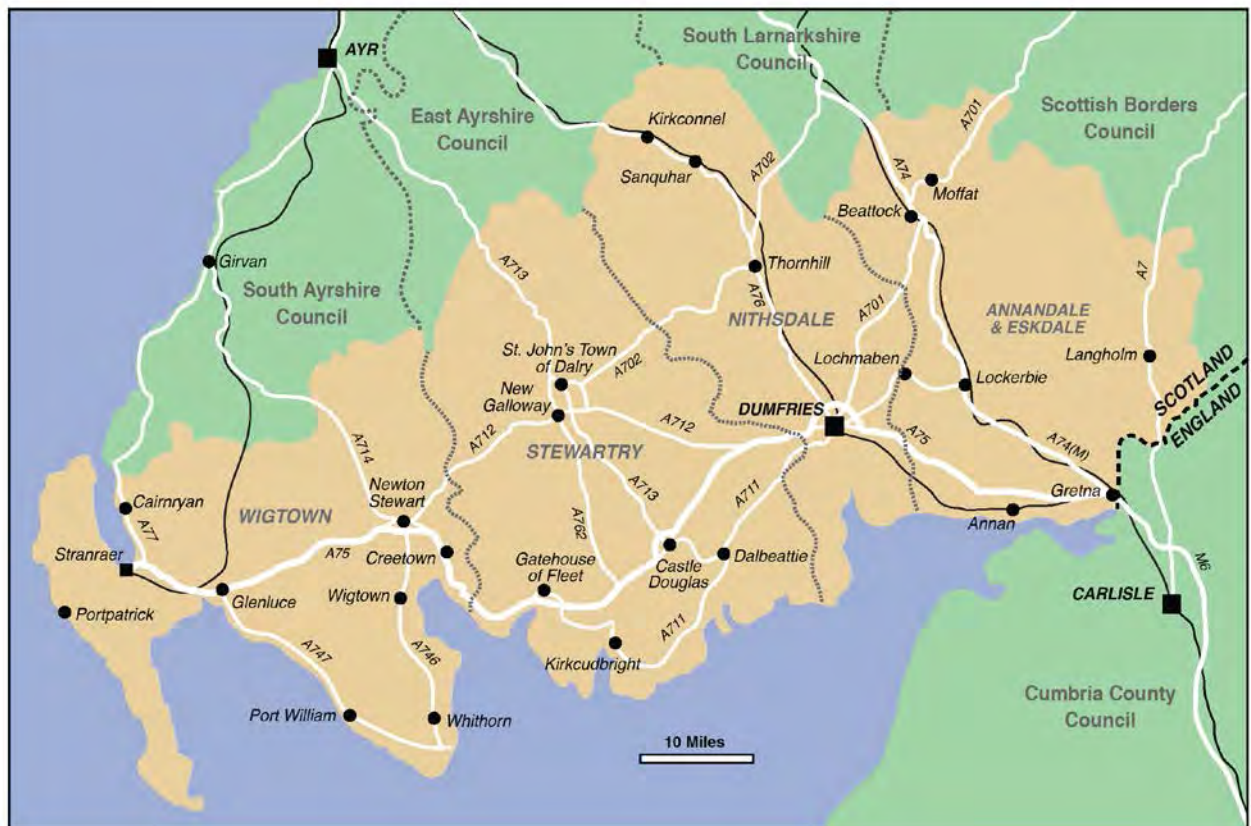 AYR
South Larnarkshire
Council
East Ayrshire
Council
Scottish Borders
Council
A701
Kirkconnel
Sanquhar
A702
A74
Moffat
Beattock
Girvan
A713
Thornhill
A7
South Ayrshire
Council
A76
NITHSDALE
A701
ANNANDALE
& ESKDALE
St. John's Town
of Dalry
A702
Lochmaben
Lockerbie
Langholm
SCOTLAND
ENGLAND
New
Galloway
DUMFRIES
A712
A712
A75
A74(M)
STEWARTRY
A714
A713
A711
Newton
Stewart
Gretna
Annan
Cairnryan
WIGTOWN
A77
A75
A762
Stranraer
Creetown
Gatehouse
of Fleet
Castle
Douglas
Dalbeattie
M6
CARLISLE
Glenluce
Wigtown
Portpatrick
A711
A747
A746
Kirkcudbright
Port William
Whithorn
Cumbria County
Council
10 Miles